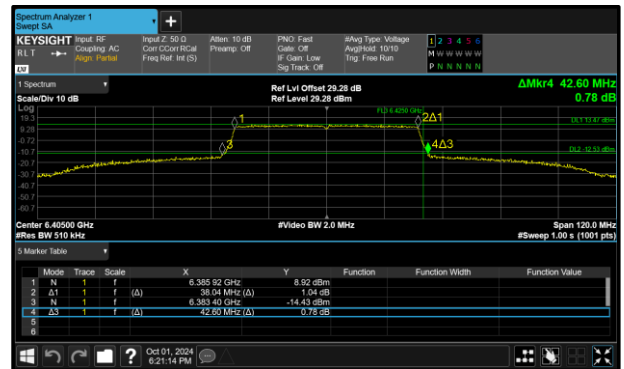 Spectrum Analyzer 1
Swept SA
KEYSIGHT Input: RF Input Z: 50 Ω Atten: 10 dB PNO: Fast #Avg Type: Voltage 1 2 3 4 5 6
RLT Coupling: AC Corr CCorr RCal Preamp: Off Gate: Off Avg|Hold: 10/10 M W W W W W
Align: Partial Freq Ref: Int (S) IF Gain: Low Trig: Free Run
LXI Sig Track: Off P N N N N N
1 Spectrum Ref Lvl Offset 29.28 dB ΔMkr4 42.60 MHz
Scale/Div 10 dB Ref Level 29.28 dBm 0.78 dB
Log
19.3 1 FL3 6.4250 GHz 2Δ1 DL1 13.47 dBm
9.28
-0.72
-10.7 3 4Δ3 DL2 -12.53 dBm
-20.7
-30.7
-40.7
-50.7
-60.7
Center 6.40500 GHz #Video BW 2.0 MHz Span 120.0 MHz
#Res BW 510 kHz #Sweep 1.00 s (1001 pts)
5 Marker Table
Mode Trace Scale X Y Function Function Width Function Value
1 N 1 f 6.385 92 GHz 8.92 dBm
2 Δ1 1 f (Δ) 38.04 MHz (Δ) 1.04 dB
3 N 1 f 6.383 40 GHz -14.43 dBm
4 Δ3 1 f (Δ) 42.60 MHz (Δ) 0.78 dB
5
6
? Oct 01, 2024
6:21:14 PM